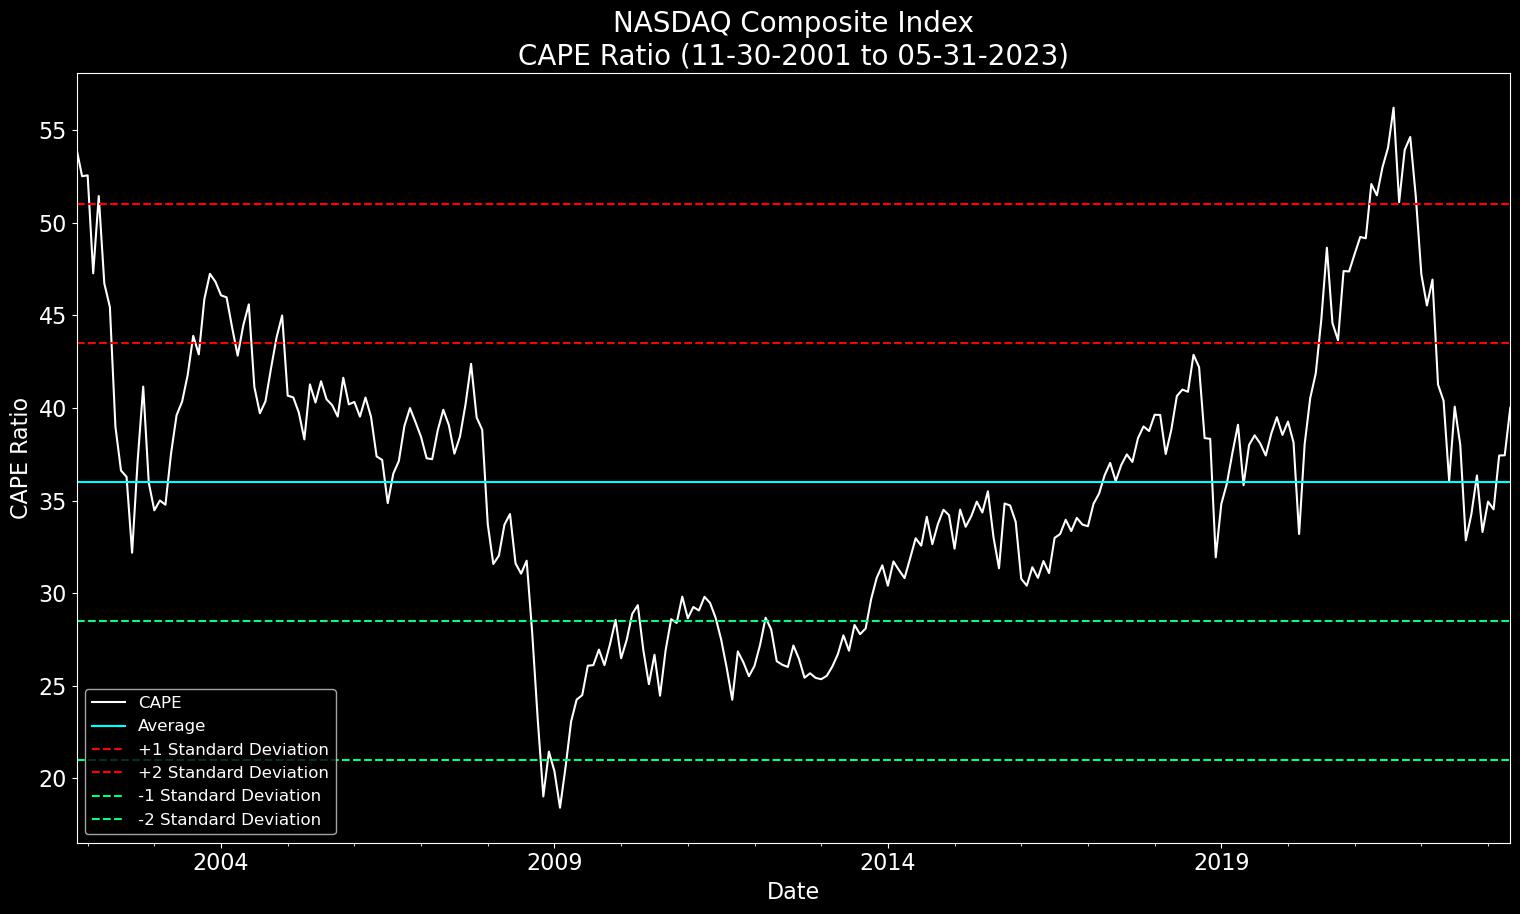 NASDAQ Composite Index
CAPE Ratio (11-30-2001 to 05-31-2023)
CAPE Ratio
55
50
45
40
35
30
25
20
CAPE
Average
+1 Standard Deviation
+2 Standard Deviation
-1 Standard Deviation
-2 Standard Deviation
2004
2009
2014
2019
Date